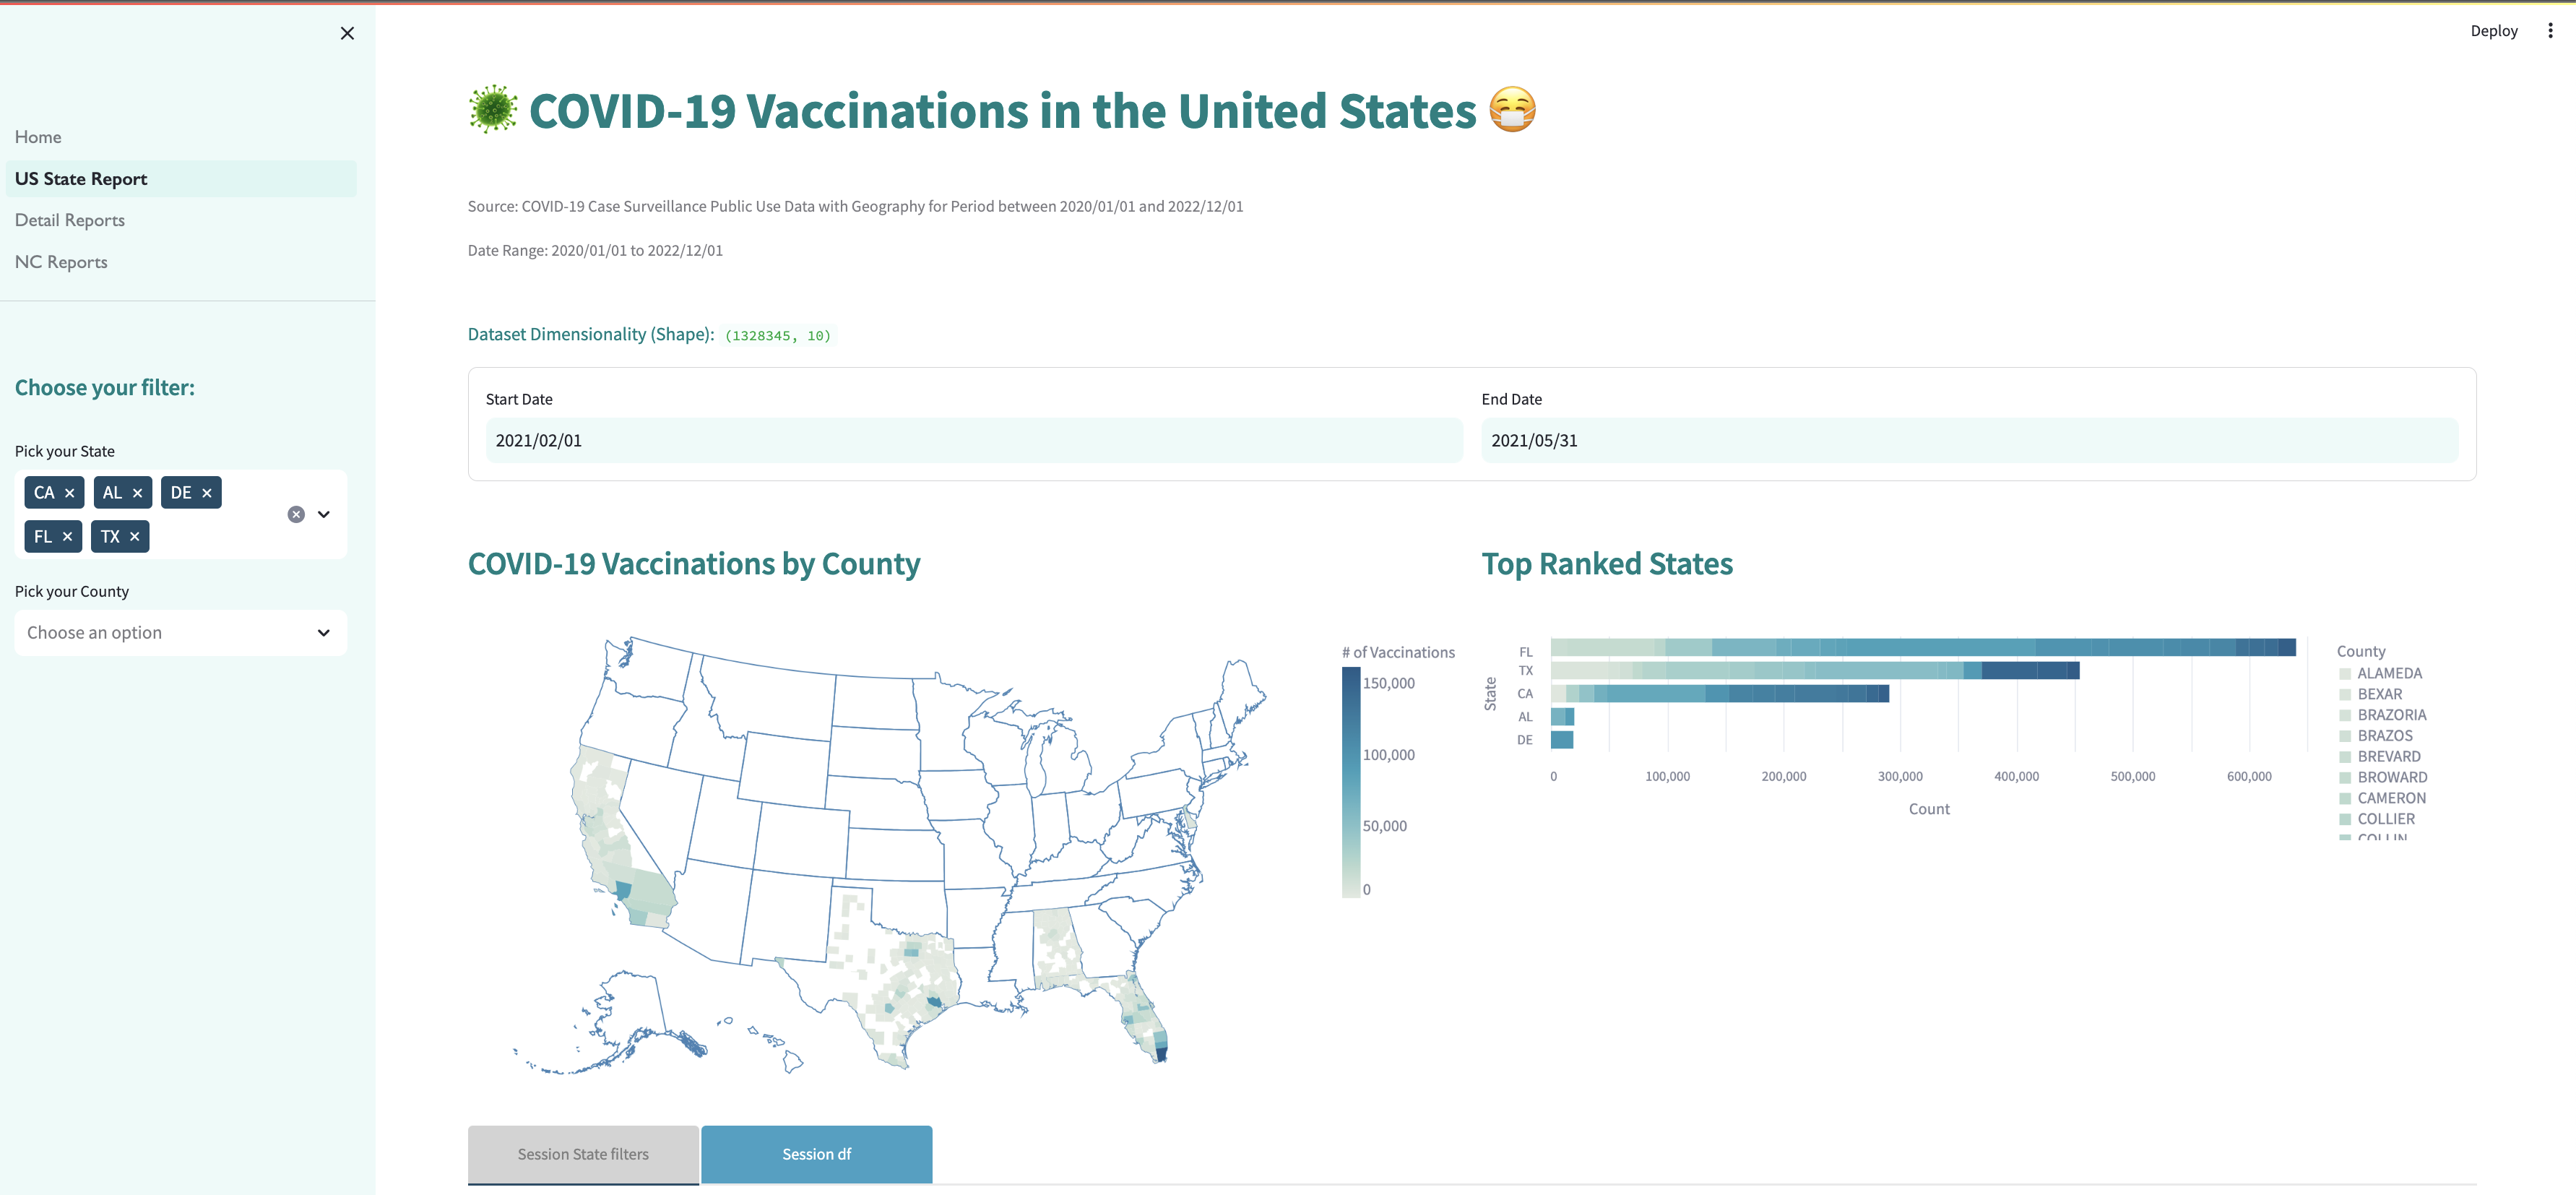 Deploy
Home
US State Report
Detail Reports
NC Reports
Choose your filter:
Pick your State
CA
AL
DE
FL
TX
Pick your County
Choose an option
COVID-19 Vaccinations in the United States
Source: COVID-19 Case Surveillance Public Use Data with Geography for Period between 2020/01/01 and 2022/12/01
Date Range: 2020/01/01 to 2022/12/01
Dataset Dimensionality (Shape): (1328345, 10)
Start Date
2021/02/01
End Date
2021/05/31
COVID-19 Vaccinations by County
# of Vaccinations
150,000
100,000
50,000
0
Top Ranked States
State
FL
TX
CA
AL
DE
0
100,000
200,000
300,000
400,000
500,000
600,000
Count
County
ALAMEDA
BEXAR
BRAZORIA
BRAZOS
BREVARD
BROWARD
CAMERON
COLLIER
COLLIN
Session State filters
Session df